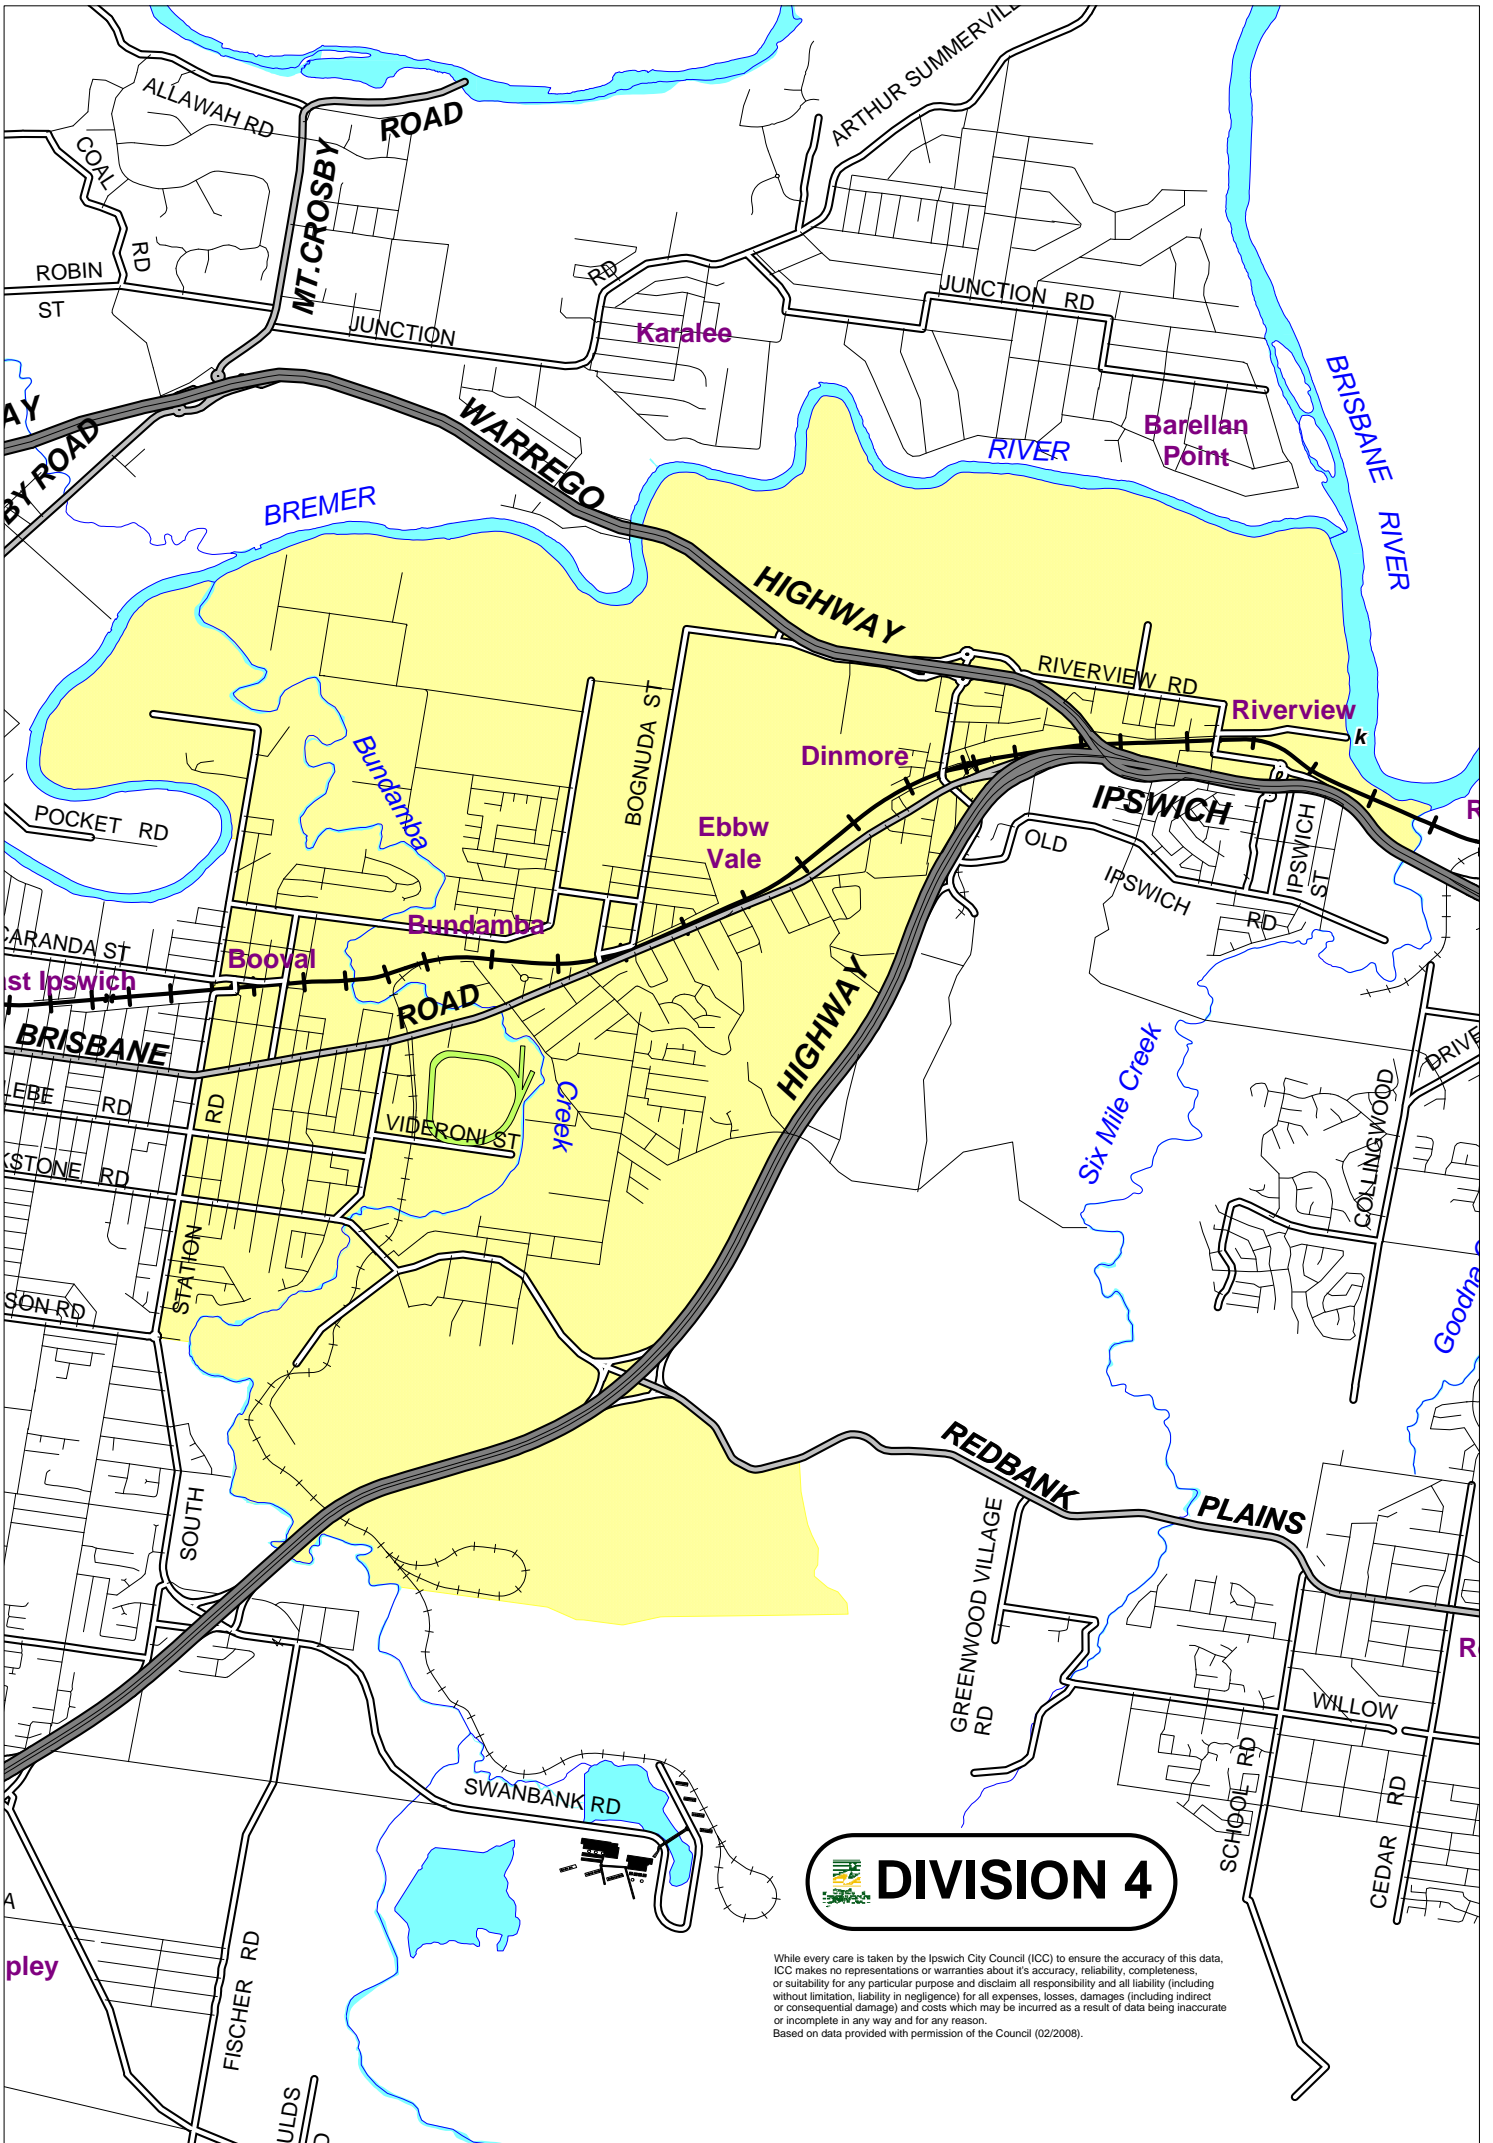 ARTHUR SUMMERVILLE
ALLAWAH RD
ROAD
COAL
RD
MT.CROSBY
ROBIN
ST
RD
JUNCTION RD
JUNCTION
Karalee
BRISBANE RIVER
AY
BY ROAD
WARREGO
Barellan
Point
RIVER
BREMER
HIGHWAY
RIVERVIEW RD
Riverview
k
BOGNUDA ST
Dinmore
Bundamba
IPSWICH
POCKET RD
Ebbw
Vale
OLD
IPSWICH
RD
IPSWICH
ST
R
CARANDA ST
Bundamba
Booval
st Ipswich
ROAD
BRISBANE
HIGHWAY
Six Mile Creek
DRIVE
LEBE RD
RD
Creek
VIDERONI ST
COLLINGWOOD
KSTONE RD
STATION
SON RD
Goodna C
REDBANK
PLAINS
SOUTH
GREENWOOD VILLAGE
RD
R
WILLOW
SWANBANK RD
SCHOOL RD
CEDAR RD
DIVISION 4
A
pley
FISCHER RD
While every care is taken by the Ipswich City Council (ICC) to ensure the accuracy of this data,
ICC makes no representations or warranties about it's accuracy, reliability, completeness,
or suitability for any particular purpose and disclaim all responsibility and all liability (including
without limitation, liability in negligence) for all expenses, losses, damages (including indirect
or consequential damage) and costs which may be incurred as a result of data being inaccurate
or incomplete in any way and for any reason.
Based on data provided with permission of the Council (02/2008).
ULDS